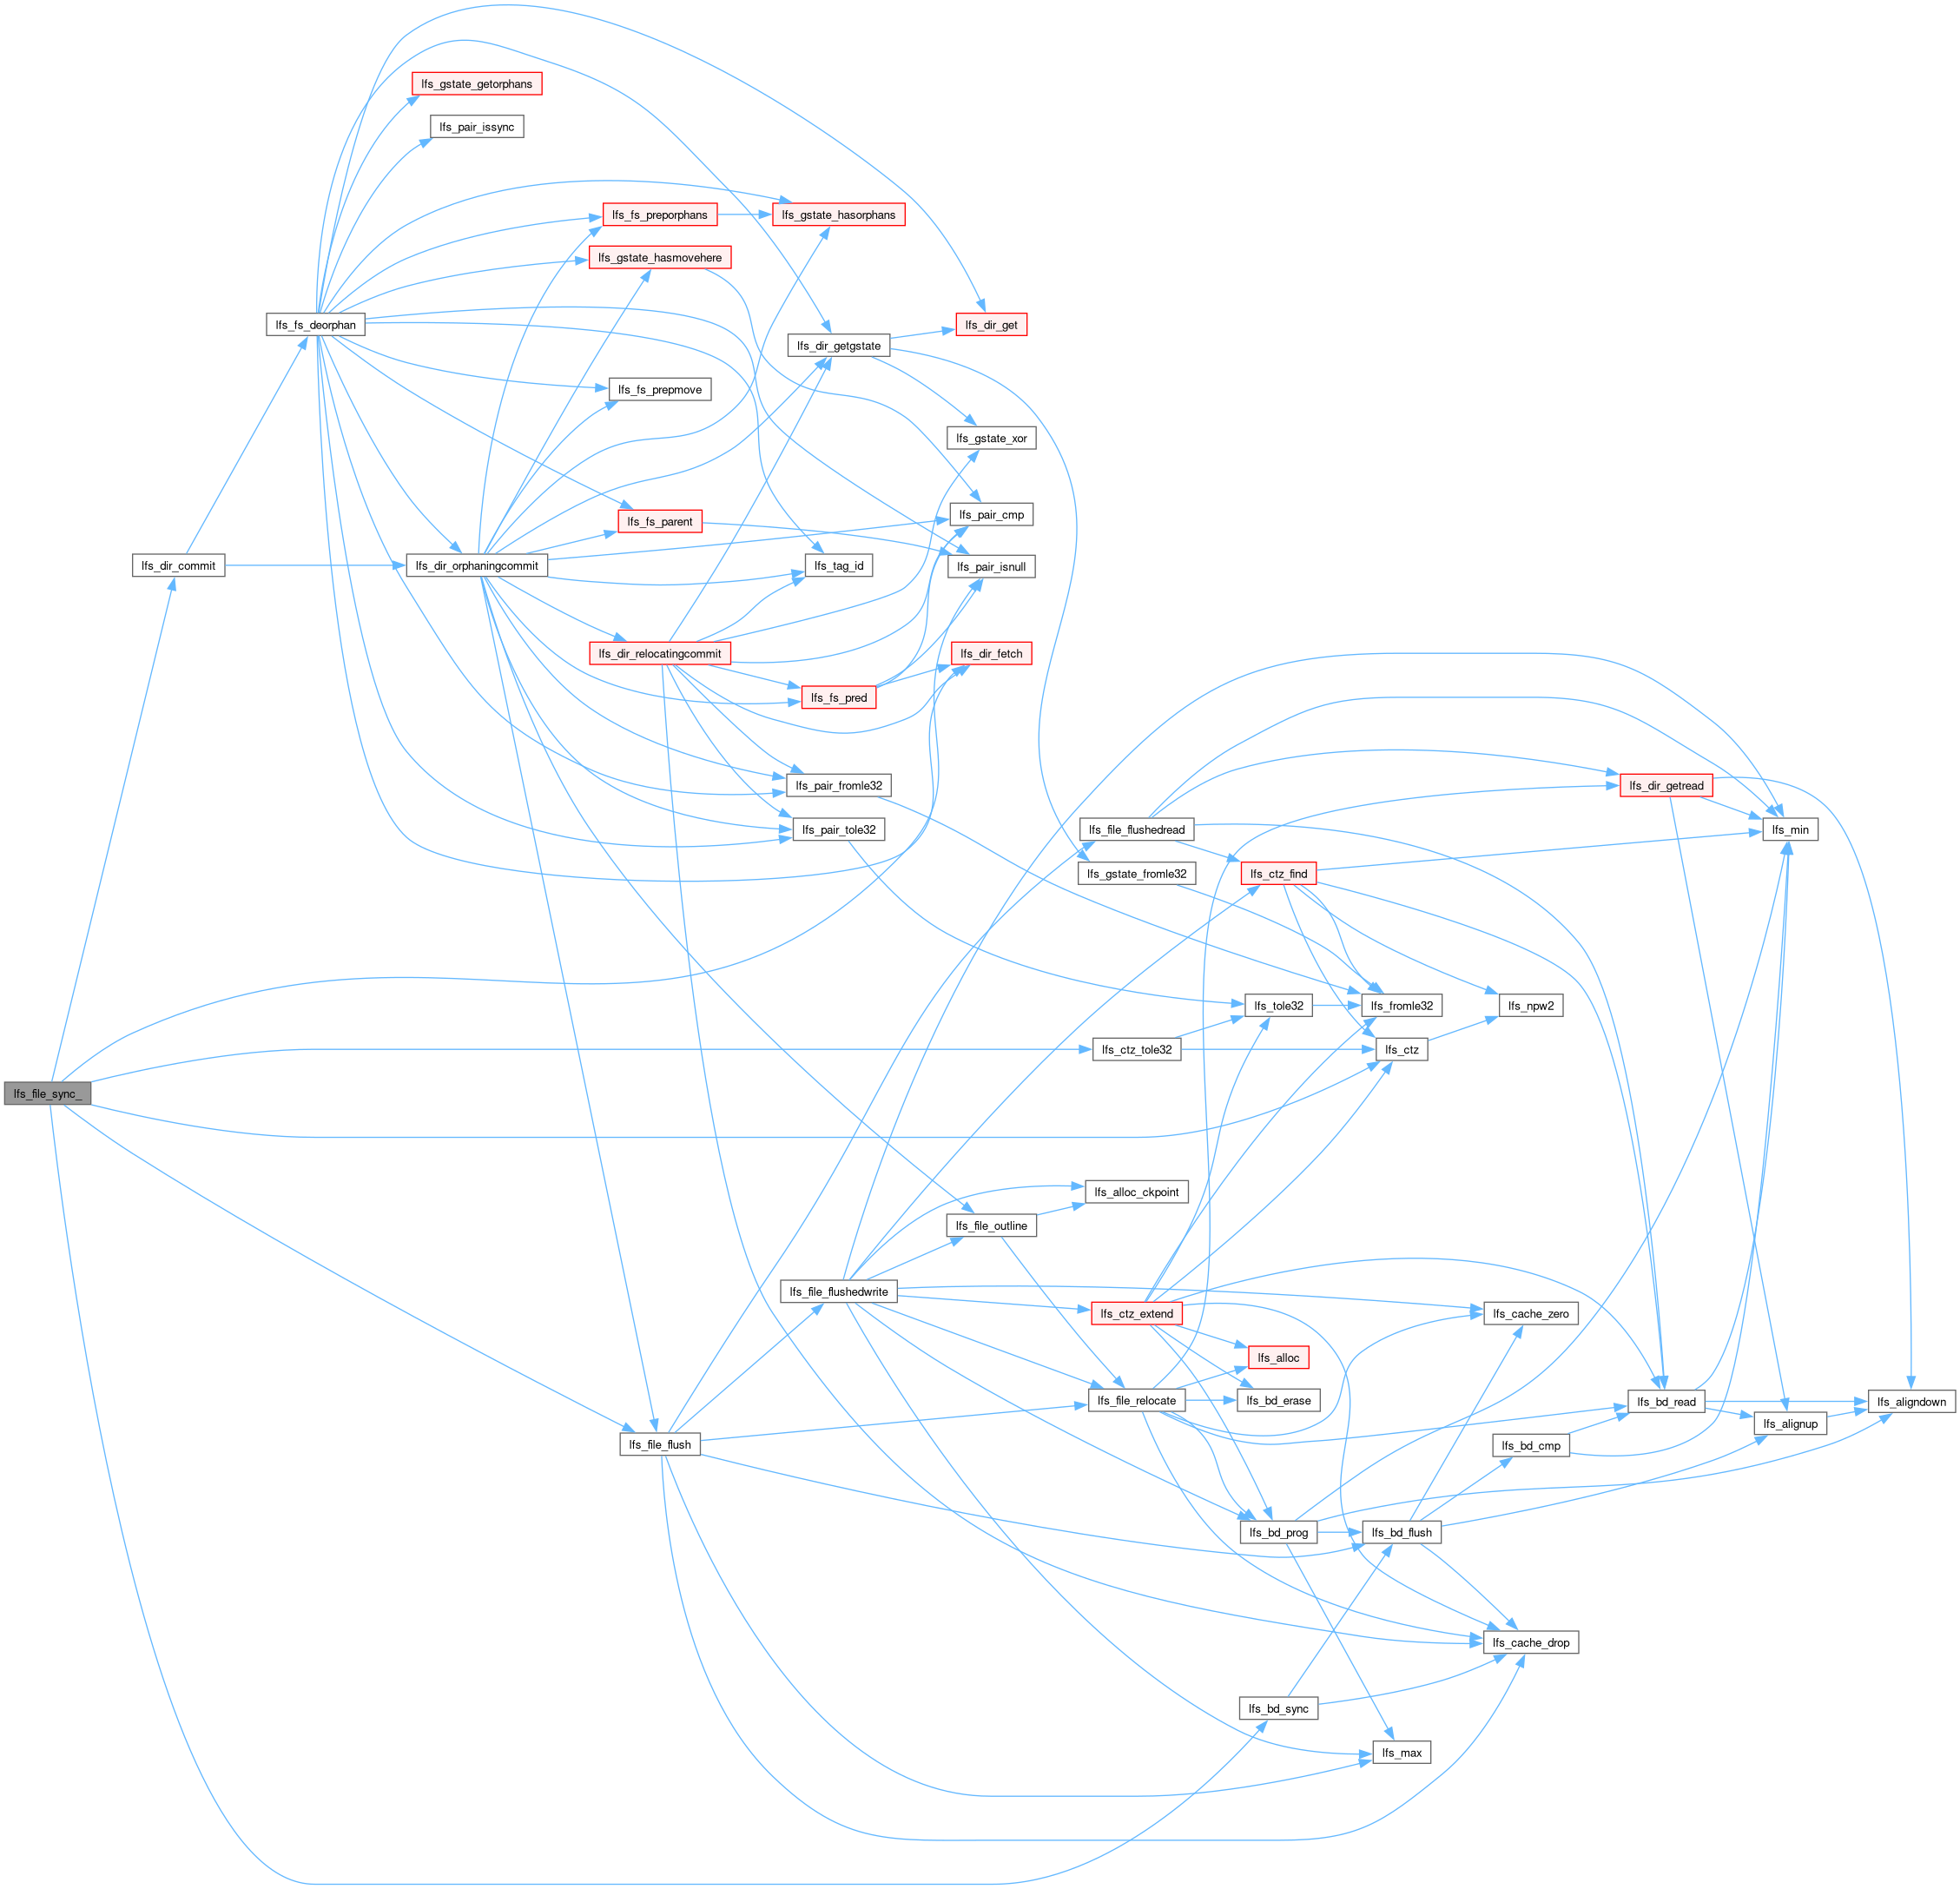 lfs_gstate_getorphans
lfs_pair_issync
lfs_fs_preporphans
lfs_gstate_hasorphans
lfs_gstate_hasmovehere
lfs_fs_deorphan
lfs_dir_get
lfs_dir_getgstate
lfs_fs_prepmove
lfs_gstate_xor
lfs_pair_cmp
lfs_fs_parent
lfs_dir_commit
lfs_dir_orphaningcommit
lfs_tag_id
lfs_pair_isnull
lfs_dir_relocatingcommit
lfs_dir_fetch
lfs_fs_pred
lfs_pair_fromle32
lfs_dir_getread
lfs_pair_tole32
lfs_file_flushedread
lfs_min
lfs_gstate_fromle32
lfs_ctz_find
lfs_tole32
lfs_fromle32
lfs_npw2
lfs_ctz_tole32
lfs_ctz
lfs_file_sync_
lfs_alloc_ckpoint
lfs_file_outline
lfs_file_flushedwrite
lfs_ctz_extend
lfs_cache_zero
lfs_alloc
lfs_file_relocate
lfs_bd_erase
lfs_bd_read
lfs_aligndown
lfs_alignup
lfs_file_flush
lfs_bd_cmp
lfs_bd_prog
lfs_bd_flush
lfs_cache_drop
lfs_bd_sync
lfs_max